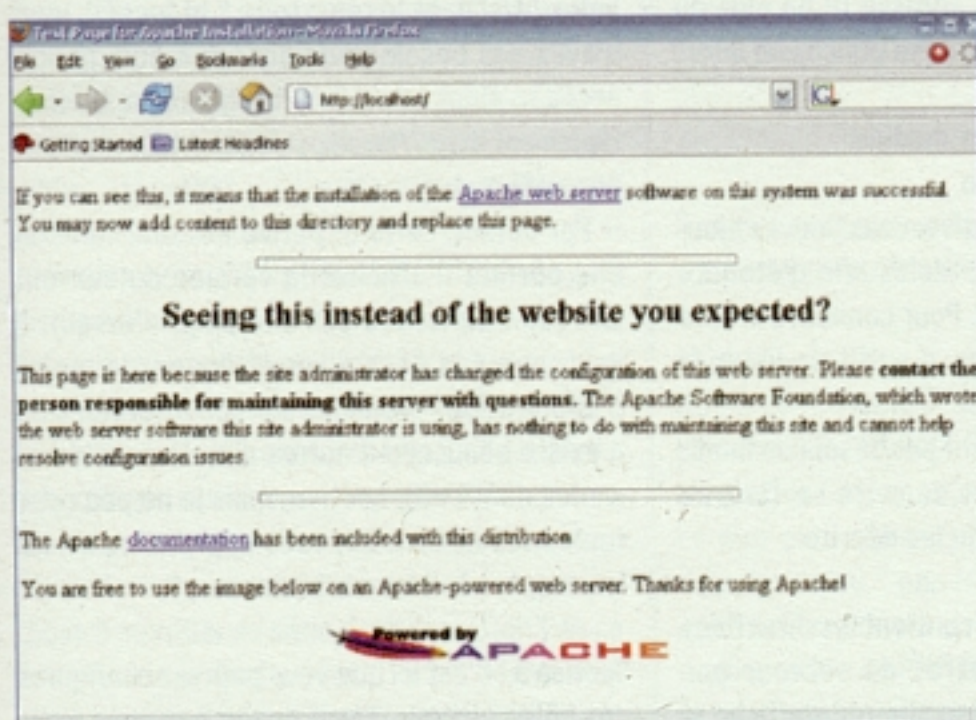 Test Page for Apache Installation - Mozilla Firefox
File Edit View Go Bookmarks Tools Help
http://localhost/
Getting Started Latest Headlines
If you can see this, it means that the installation of the Apache web server software on this system was successful.
You may now add content to this directory and replace this page.
Seeing this instead of the website you expected?
This page is here because the site administrator has changed the configuration of this web server. Please contact the
person responsible for maintaining this server with questions. The Apache Software Foundation, which wrote
the web server software this site administrator is using, has nothing to do with maintaining this site and cannot help
resolve configuration issues.
The Apache documentation has been included with this distribution.
You are free to use the image below on an Apache-powered web server. Thanks for using Apache!
Powered by
APACHE